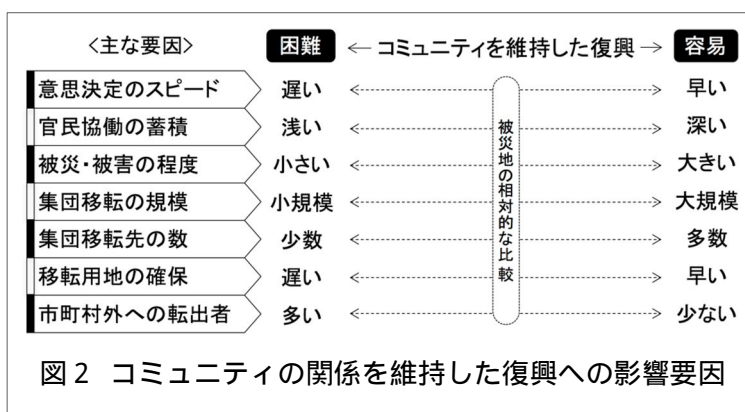 <主な要因> 困難 ← コミュニティを維持した復興 → 容易
意思決定のスピード 遅い 早い
官民協働の蓄積 浅い 深い
被災・被害の程度 小さい 大きい
集団移転の規模 小規模 大規模
集団移転先の数 少数 多数
移転用地の確保 遅い 早い
市町村外への転出者 多い 少ない
被災地の相対的な比較
図2 コミュニティの関係を維持した復興への影響要因